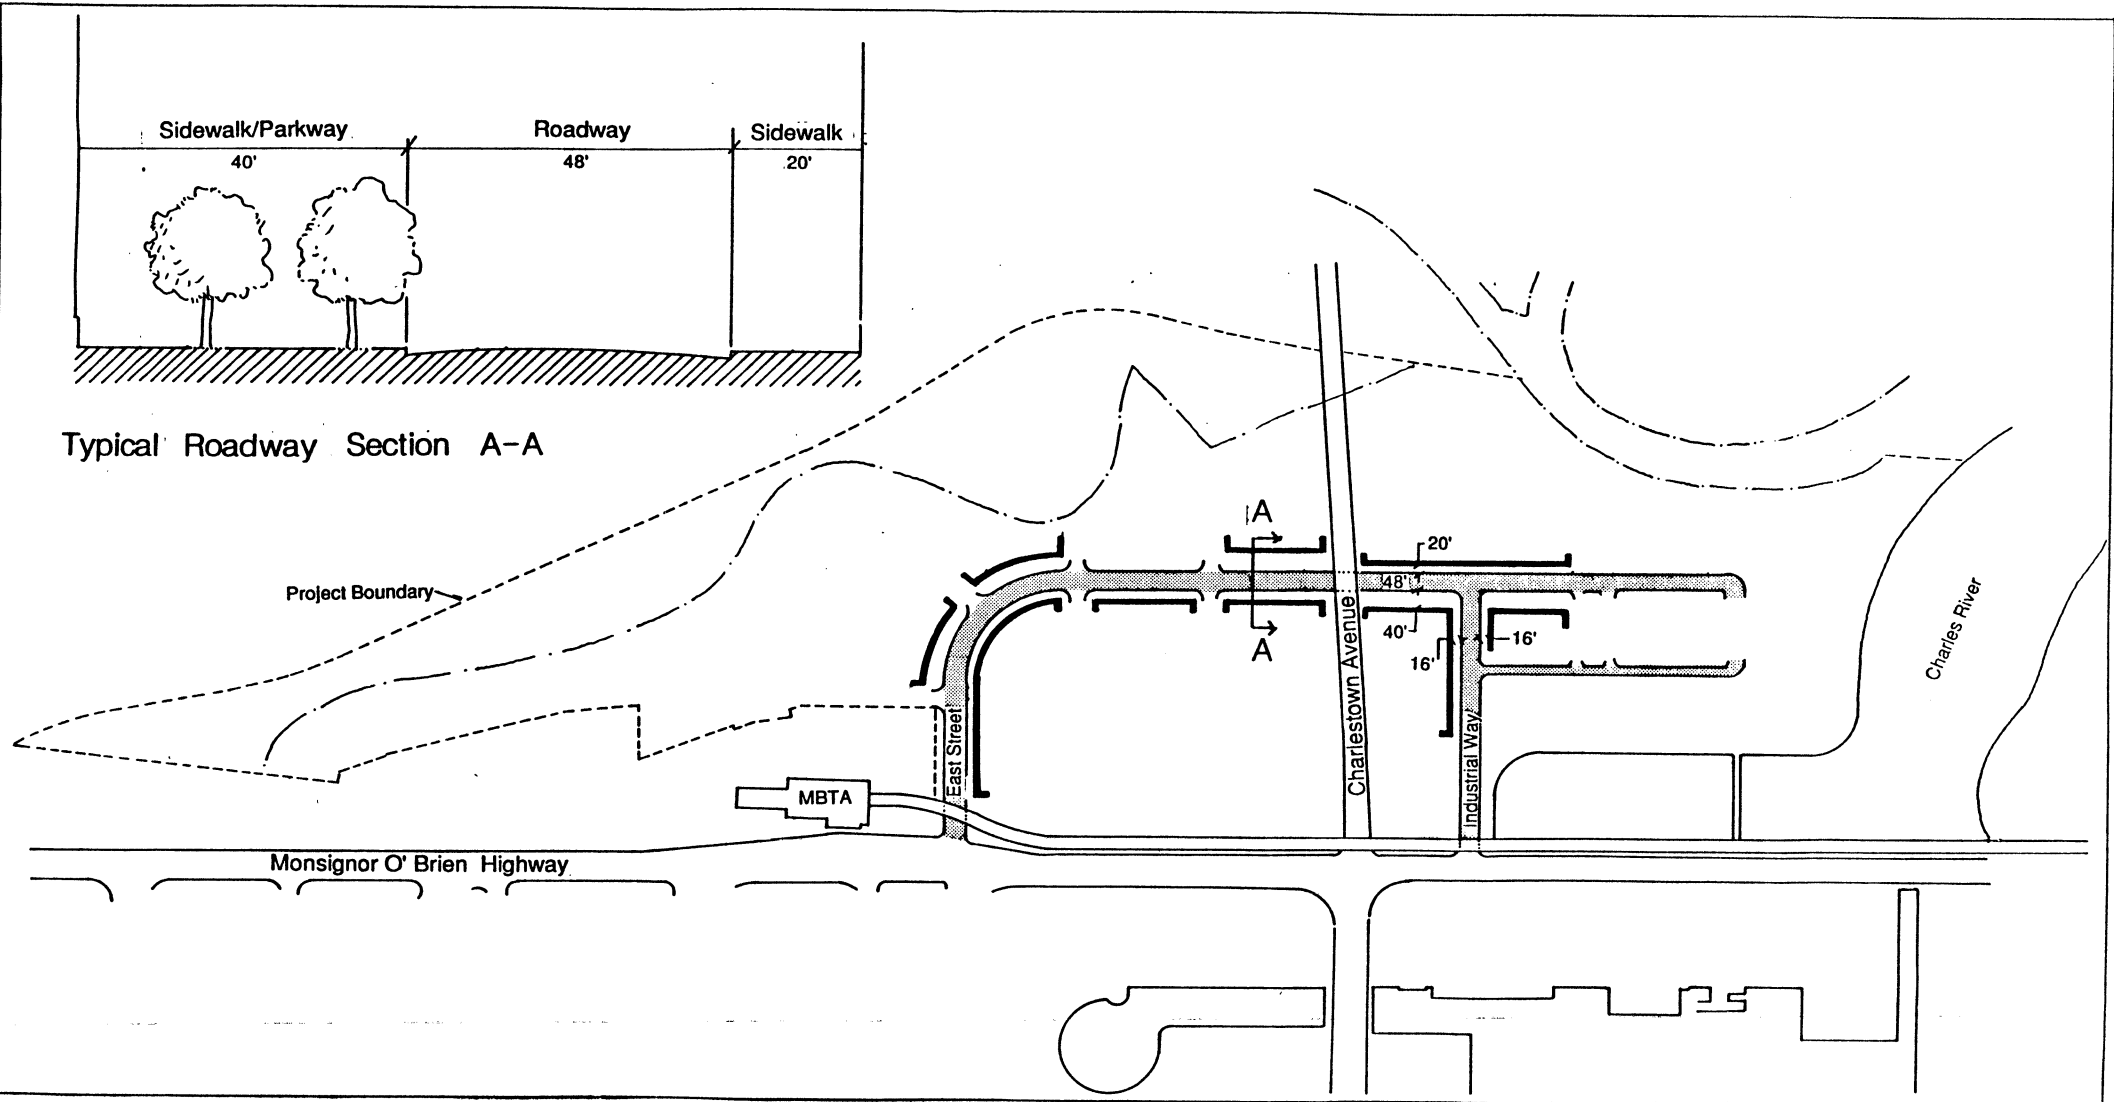 Sidewalk/Parkway
Roadway
Sidewalk
40'
48'
20'
Typical Roadway Section A-A
A
20'
Project Boundary
48'
40'
16'
16'
A
Charles River
Charlestown Avenue
East Street
Industrial Way
MBTA
Monsignor O' Brien Highway